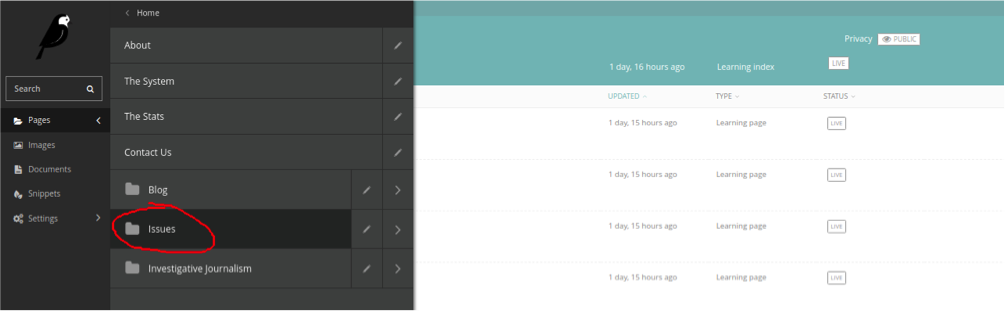 Home
Search
Pages
Images
Documents
Snippets
Settings
About
The System
The Stats
Contact Us
Blog
Issues
Investigative Journalism
Privacy PUBLIC
1 day, 16 hours ago Learning index LIVE
UPDATED TYPE STATUS
1 day, 15 hours ago Learning page LIVE
1 day, 15 hours ago Learning page LIVE
1 day, 15 hours ago Learning page LIVE
1 day, 15 hours ago Learning page LIVE